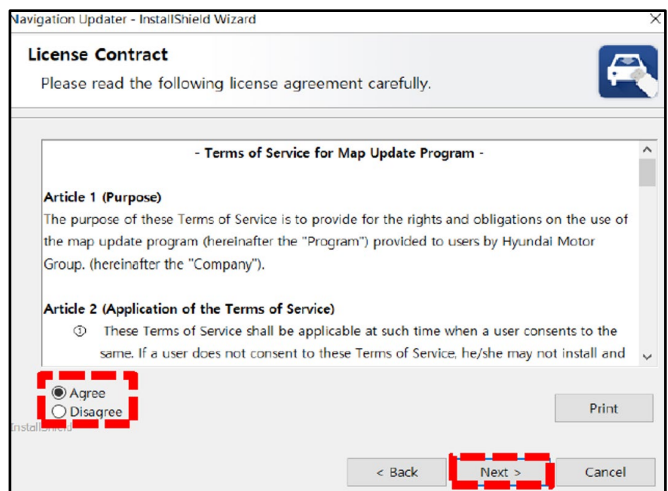 Navigation Updater - InstallShield Wizard
License Contract
Please read the following license agreement carefully.
- Terms of Service for Map Update Program -
Article 1 (Purpose)
The purpose of these Terms of Service is to provide for the rights and obligations on the use of
the map update program (hereinafter the "Program") provided to users by Hyundai Motor
Group. (hereinafter the "Company").
Article 2 (Application of the Terms of Service)
① These Terms of Service shall be applicable at such time when a user consents to the
same. If a user does not consent to these Terms of Service, he/she may not install and
Agree
Disagree
InstallShield
Print
< Back
Next >
Cancel